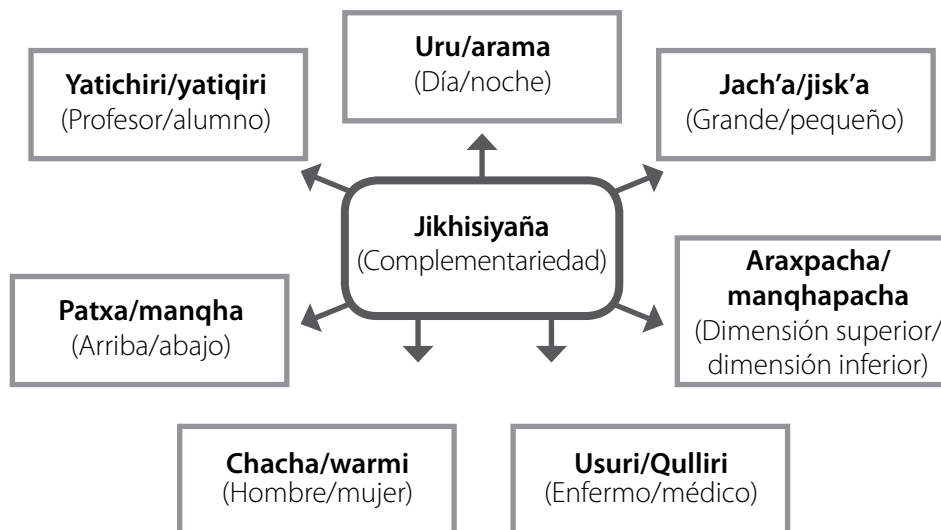 Uru/arama
(Día/noche)
Yatichiri/yatiqiri
(Profesor/alumno)
Jach’a/jisk’a
(Grande/pequeño)
Jikhisiyaña
(Complementariedad)
Patxa/manqha
(Arriba/abajo)
Araxpacha/
manqhapacha
(Dimensión superior/
dimensión inferior)
Chacha/warmi
(Hombre/mujer)
Usuri/Qulliri
(Enfermo/médico)